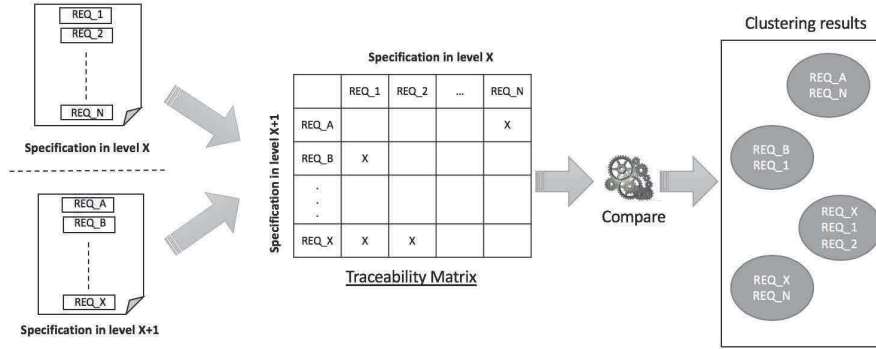 REQ_1
REQ_2
REQ_N
Specification in level X
REQ_A
REQ_B
REQ_X
Specification in level X+1
Specification in level X
Specification in level X+1
REQ_1 REQ_2 ... REQ_N
REQ_A X
REQ_B X
.
.
.
REQ_X X X
Traceability Matrix
Compare
Clustering results
REQ_A
REQ_N
REQ_B
REQ_1
REQ_X
REQ_1
REQ_2
REQ_X
REQ_N